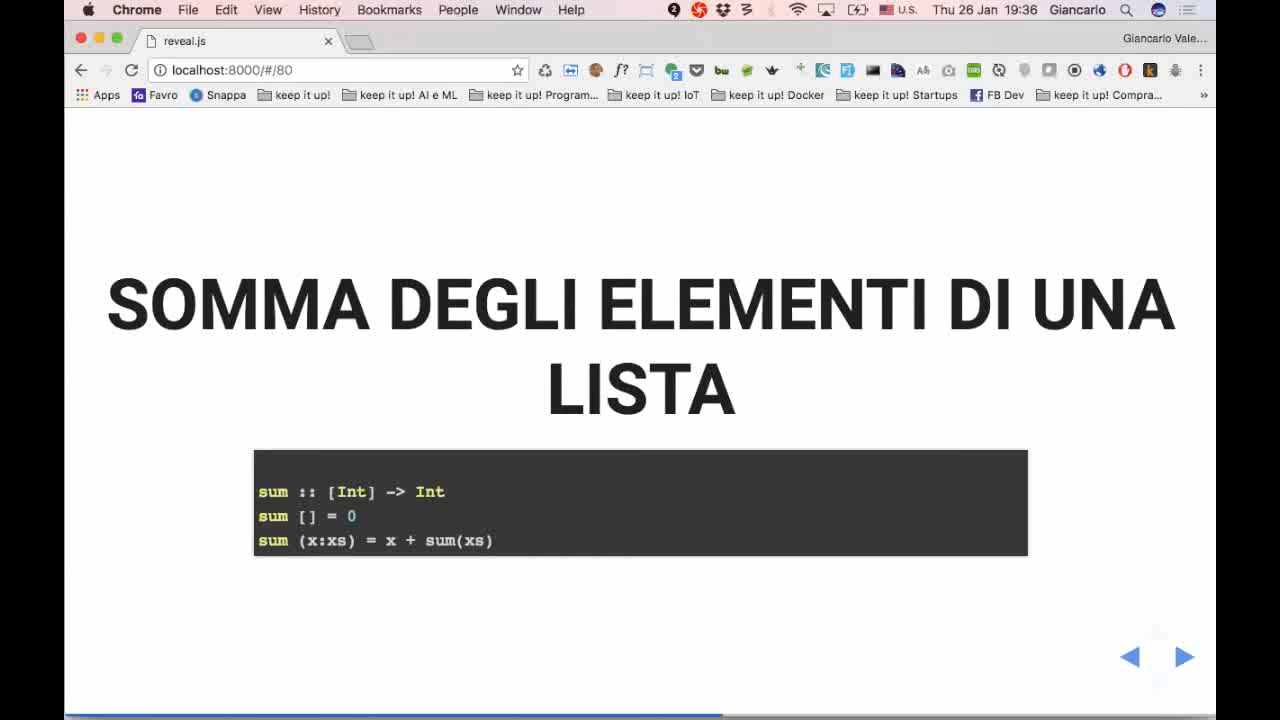 Chrome File Edit View History Bookmarks People Window Help 2 U.S. Thu 26 Jan 19:36 Giancarlo
reveal.js Giancarlo Vale...
localhost:8000/#/80 f? 2 bw
Apps Favro Snappa keep it up! keep it up! AI e ML keep it up! Program... keep it up! IoT keep it up! Docker keep it up! Startups FB Dev keep it up! Compra... »
SOMMA DEGLI ELEMENTI DI UNA
LISTA
sum :: [Int] -> Int
sum [] = 0
sum (x:xs) = x + sum(xs)